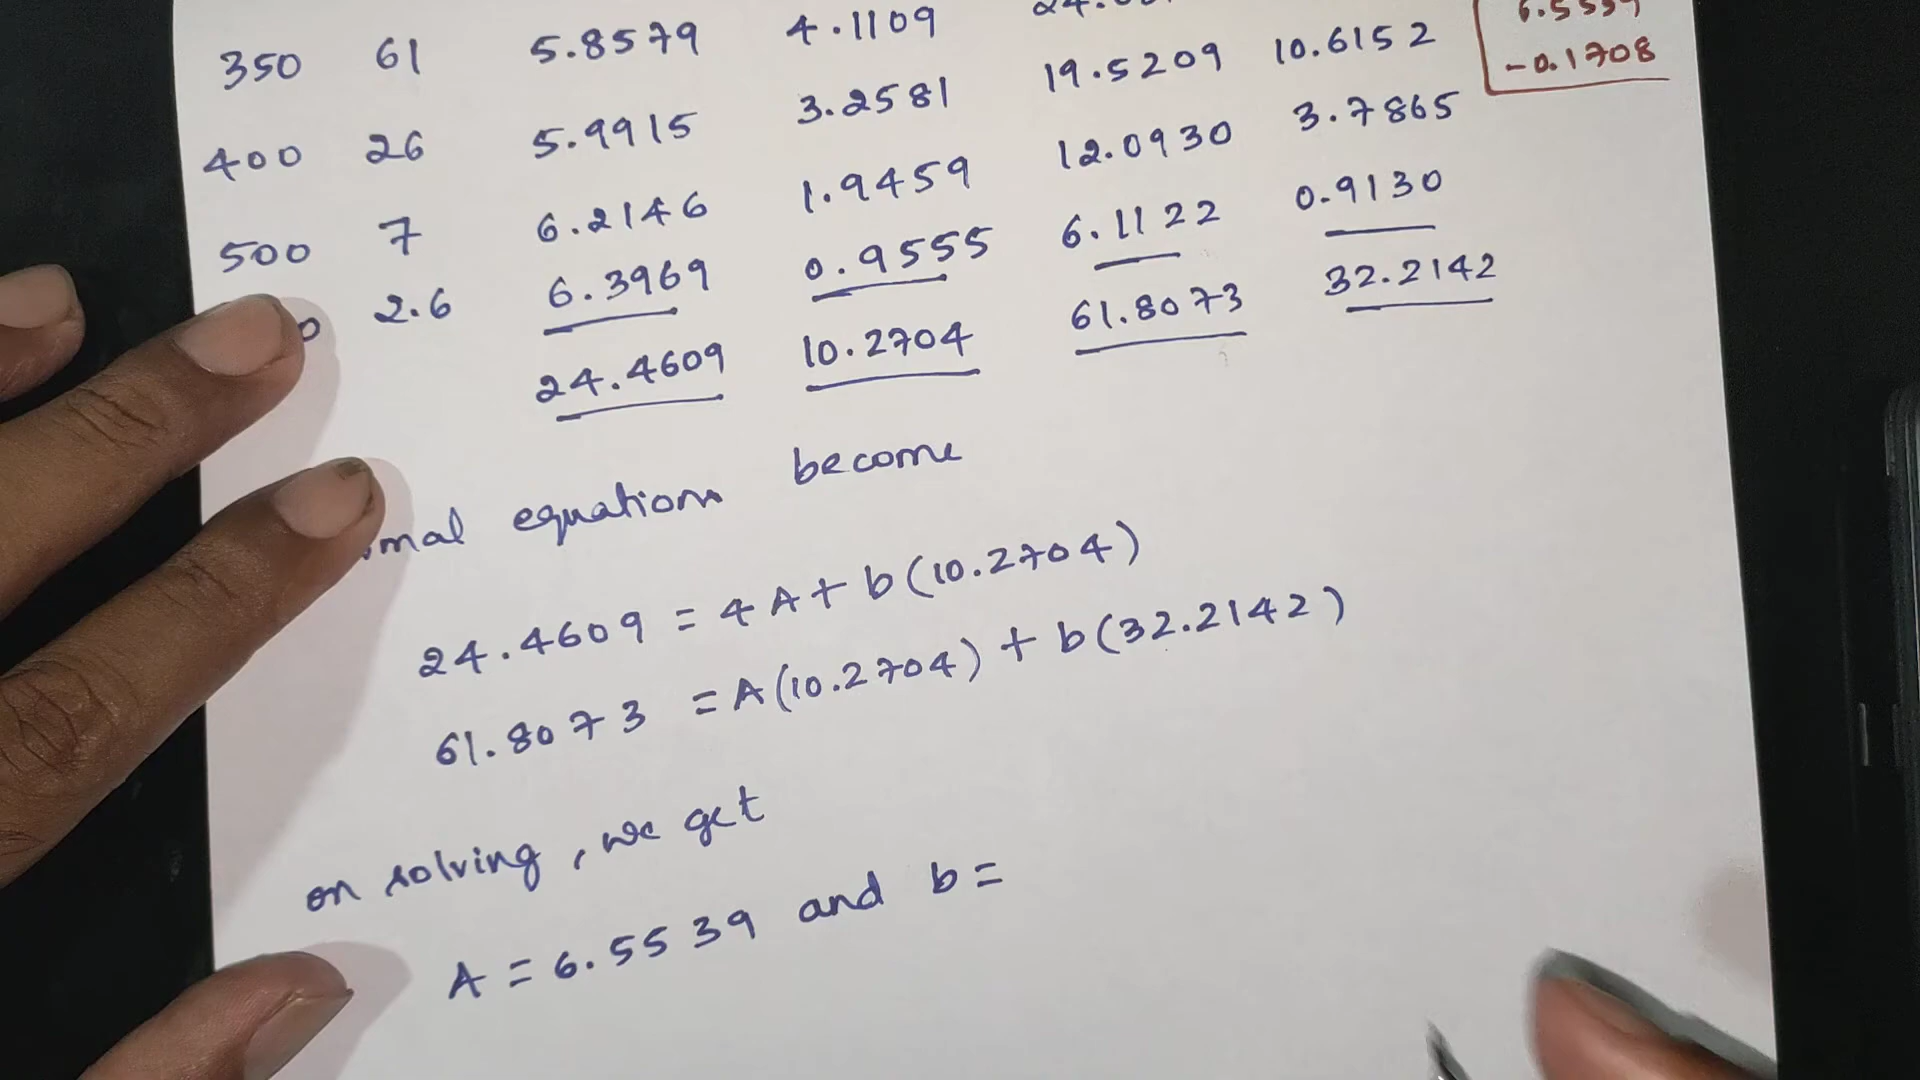 350 61 5.8579 4.1109
6.5539
-0.1708
400 26 5.9915 3.2581 19.5209 10.6152
500 7 6.2146 1.9459 12.0930 3.7865
2.6 6.3969 0.9555 6.1122 0.9130
24.4609 10.2704 61.8073 32.2142
equations become
24.4609 = 4A + b(10.2704)
61.8073 = A(10.2704) + b(32.2142)
on solving, we get
A = 6.5539 and b =